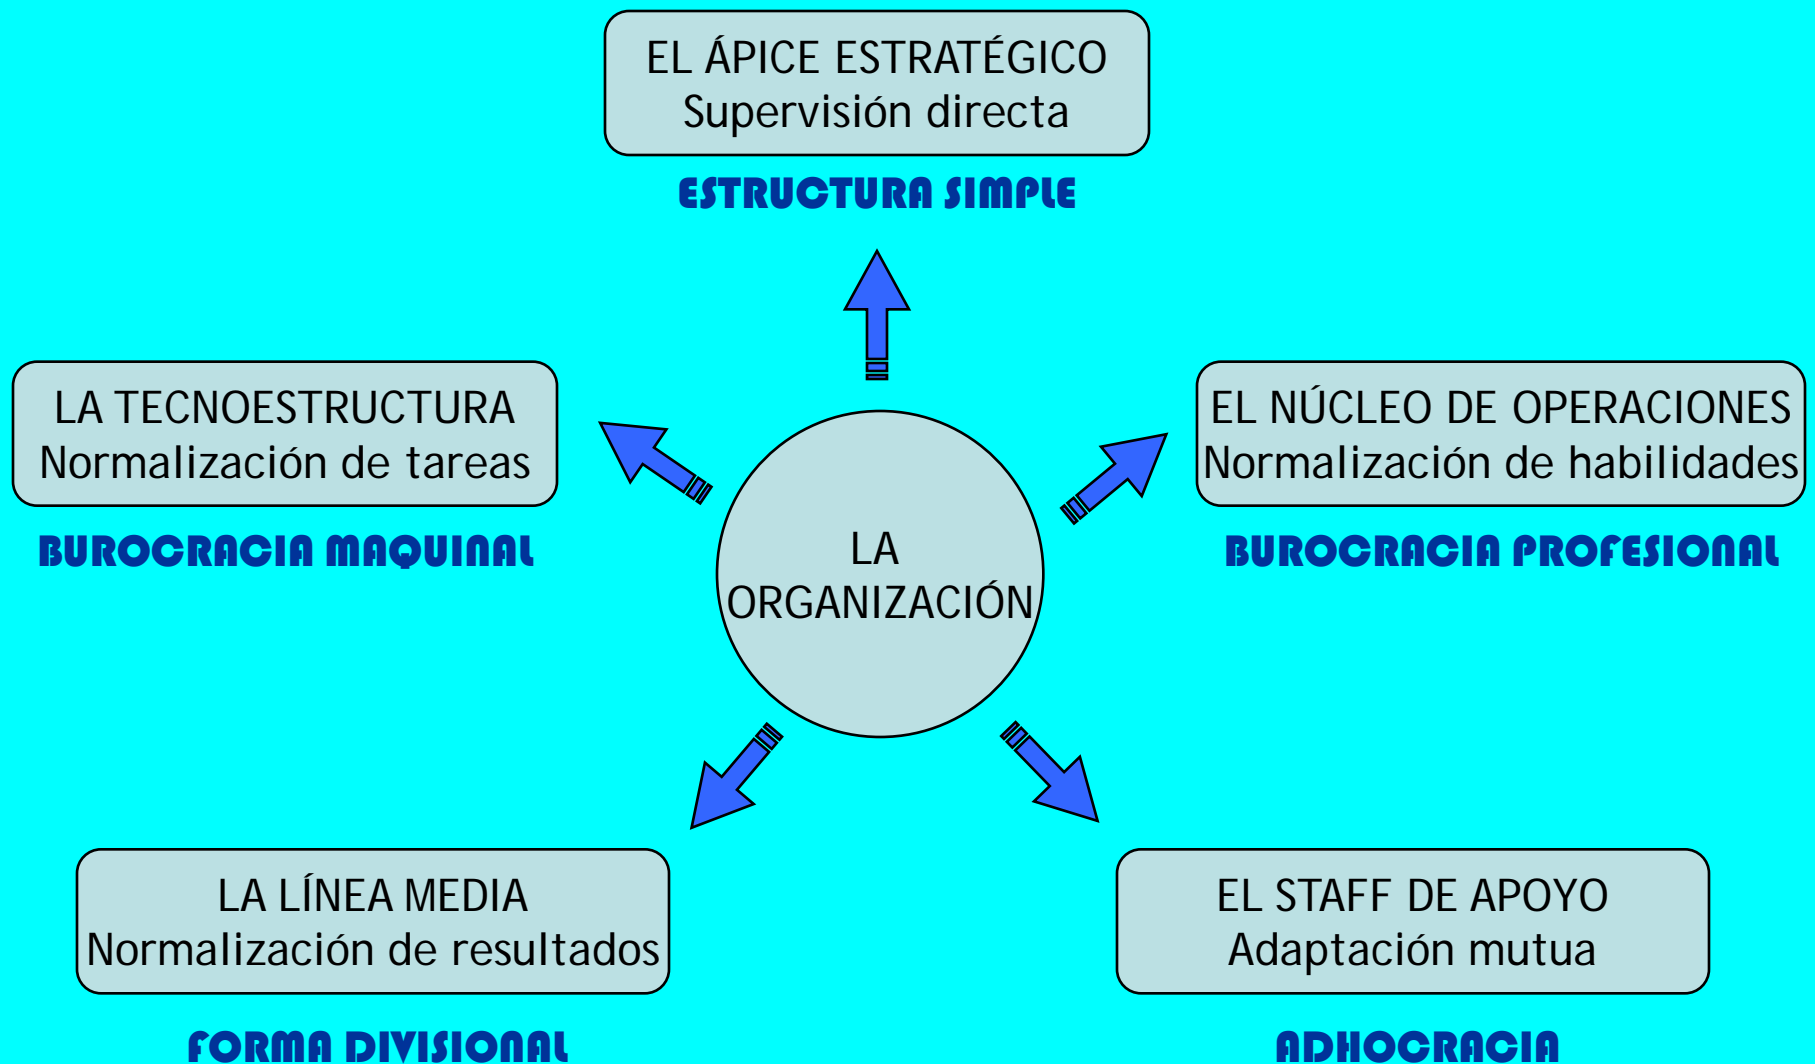 EL ÁPICE ESTRATÉGICO
Supervisión directa
ESTRUCTURA SIMPLE
LA TECNOESTRUCTURA
Normalización de tareas
BUROCRACIA MAQUINAL
EL NÚCLEO DE OPERACIONES
Normalización de habilidades
BUROCRACIA PROFESIONAL
LA
ORGANIZACIÓN
LA LÍNEA MEDIA
Normalización de resultados
FORMA DIVISIONAL
EL STAFF DE APOYO
Adaptación mutua
ADHOCRACIA